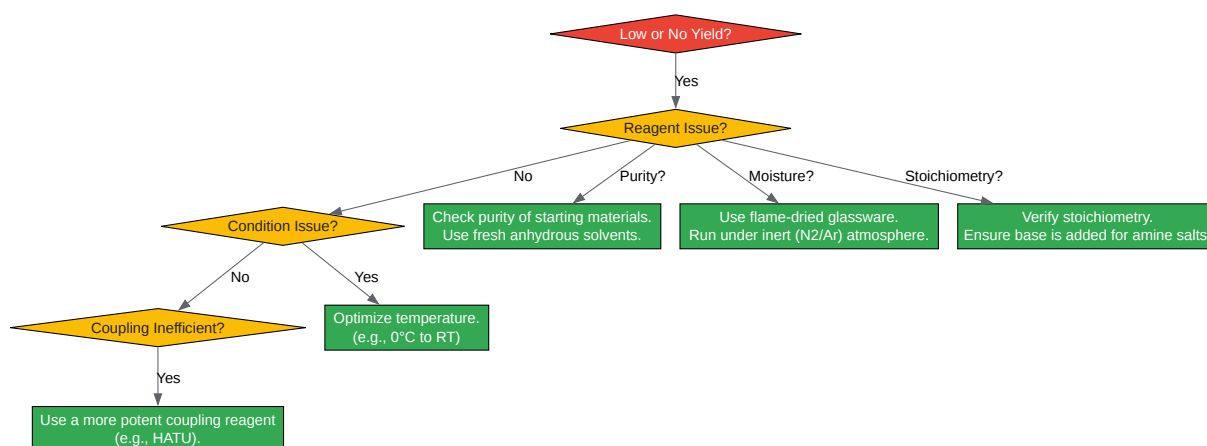 Low or No Yield?
Yes
Reagent Issue?
No
Purity?
Moisture?
Stoichiometry?
Condition Issue?
Check purity of starting materials.
Use fresh anhydrous solvents.
Use flame-dried glassware.
Run under inert (N2/Ar) atmosphere.
Verify stoichiometry.
Ensure base is added for amine salts
No
Yes
Coupling Inefficient?
Optimize temperature.
(e.g., 0°C to RT)
Yes
Use a more potent coupling reagent
(e.g., HATU).